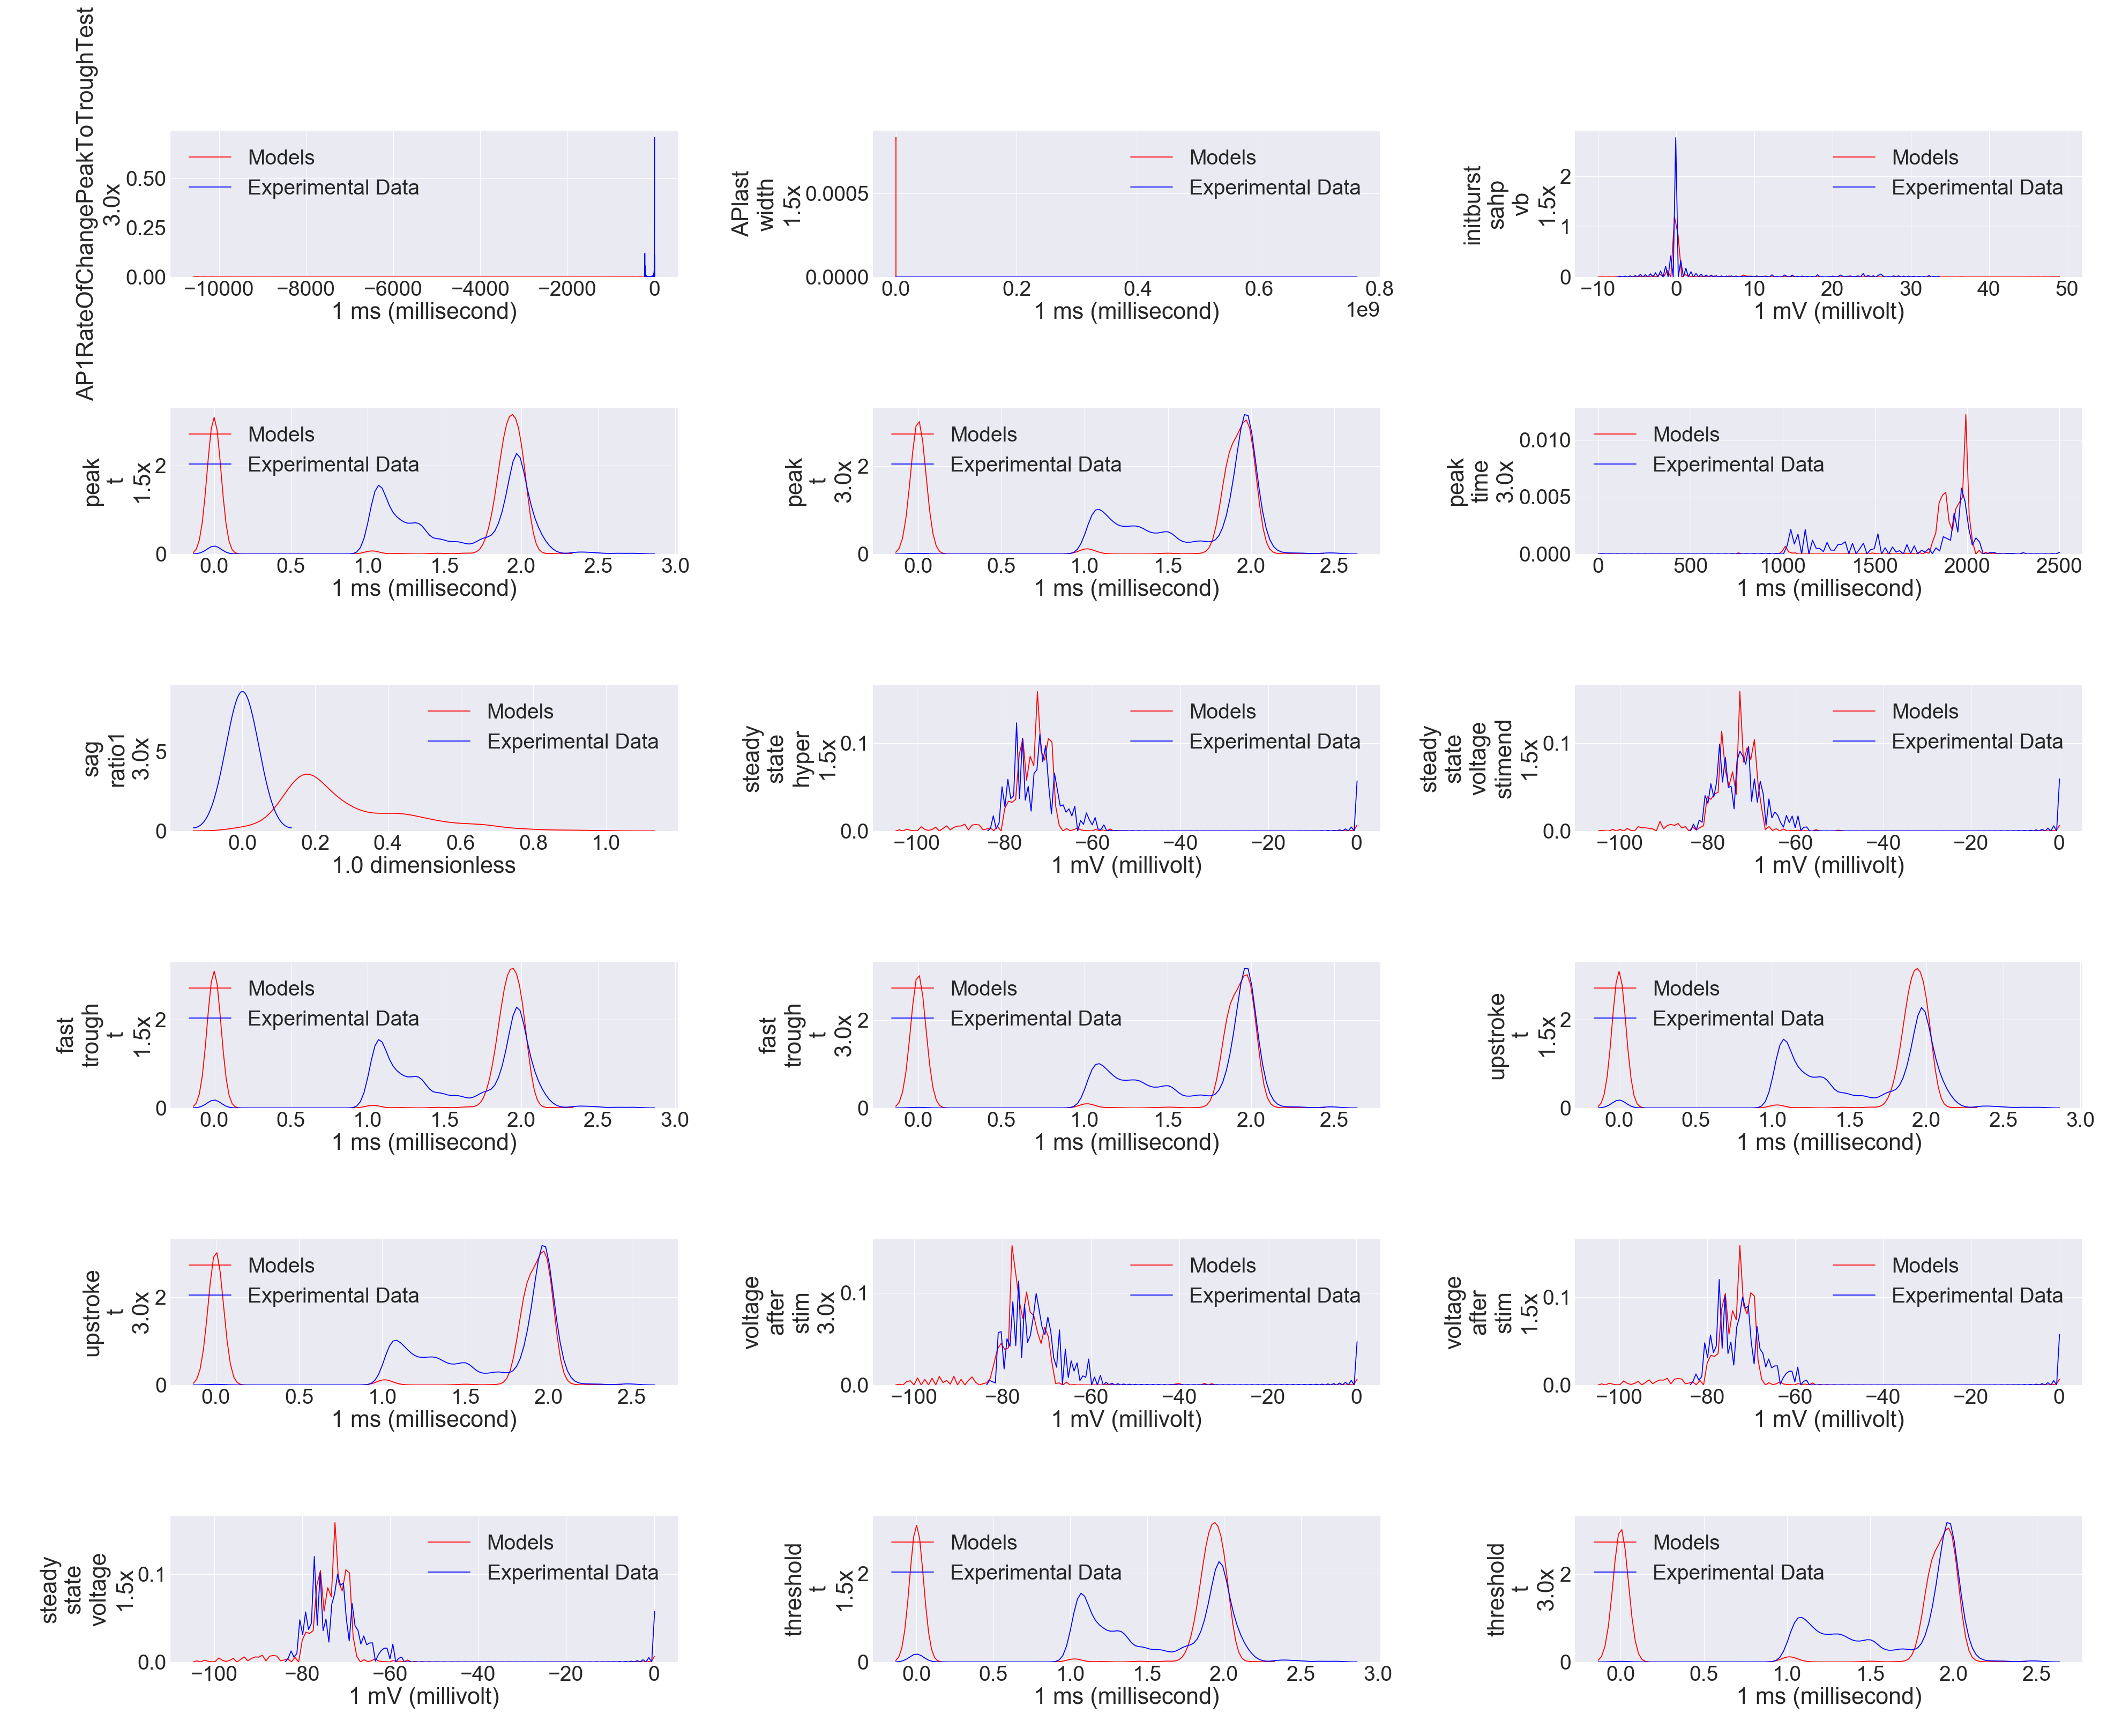 AP1RateOfChangePeakToTroughTest
3.0x
0.50
0.25
0.00
Models
Experimental Data
−10000 −8000 −6000 −4000 −2000 0
1 ms (millisecond)
APlast
width
1.5x
0.0005
0.0000
Models
Experimental Data
0.0 0.2 0.4 0.6 0.8
1e9
1 ms (millisecond)
initburst
sahp
vb
1.5x
2
1
0
Models
Experimental Data
−10 0 10 20 30 40 50
1 mV (millivolt)
peak
t
1.5x
2
0
Models
Experimental Data
0.0 0.5 1.0 1.5 2.0 2.5 3.0
1 ms (millisecond)
peak
t
3.0x
2
0
Models
Experimental Data
0.0 0.5 1.0 1.5 2.0 2.5
1 ms (millisecond)
peak
time
3.0x
0.010
0.005
0.000
Models
Experimental Data
0 500 1000 1500 2000 2500
1 ms (millisecond)
sag
ratio1
3.0x
5
0
Models
Experimental Data
0.0 0.2 0.4 0.6 0.8 1.0
1.0 dimensionless
steady
state
hyper
1.5x
0.1
0.0
Models
Experimental Data
−100 −80 −60 −40 −20 0
1 mV (millivolt)
steady
state
voltage
stimend
1.5x
0.1
0.0
Models
Experimental Data
−100 −80 −60 −40 −20 0
1 mV (millivolt)
fast
trough
t
1.5x
2
0
Models
Experimental Data
0.0 0.5 1.0 1.5 2.0 2.5 3.0
1 ms (millisecond)
fast
trough
t
3.0x
2
0
Models
Experimental Data
0.0 0.5 1.0 1.5 2.0 2.5
1 ms (millisecond)
upstroke
t
1.5x
2
0
Models
Experimental Data
0.0 0.5 1.0 1.5 2.0 2.5 3.0
1 ms (millisecond)
upstroke
t
3.0x
2
0
Models
Experimental Data
0.0 0.5 1.0 1.5 2.0 2.5
1 ms (millisecond)
voltage
after
stim
3.0x
0.1
0.0
Models
Experimental Data
−100 −80 −60 −40 −20 0
1 mV (millivolt)
voltage
after
stim
1.5x
0.1
0.0
Models
Experimental Data
−100 −80 −60 −40 −20 0
1 mV (millivolt)
steady
state
voltage
1.5x
0.1
0.0
Models
Experimental Data
−100 −80 −60 −40 −20 0
1 mV (millivolt)
threshold
t
1.5x
2
0
Models
Experimental Data
0.0 0.5 1.0 1.5 2.0 2.5 3.0
1 ms (millisecond)
threshold
t
3.0x
2
0
Models
Experimental Data
0.0 0.5 1.0 1.5 2.0 2.5
1 ms (millisecond)